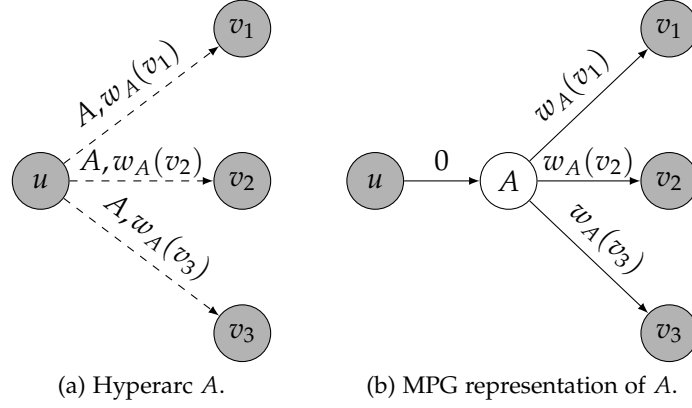 v1
A, wA(v1)
u
A, wA(v2)
v2
A, wA(v3)
v3
(a) Hyperarc A.
v1
wA(v1)
u
0
A
wA(v2)
v2
wA(v3)
v3
(b) MPG representation of A.